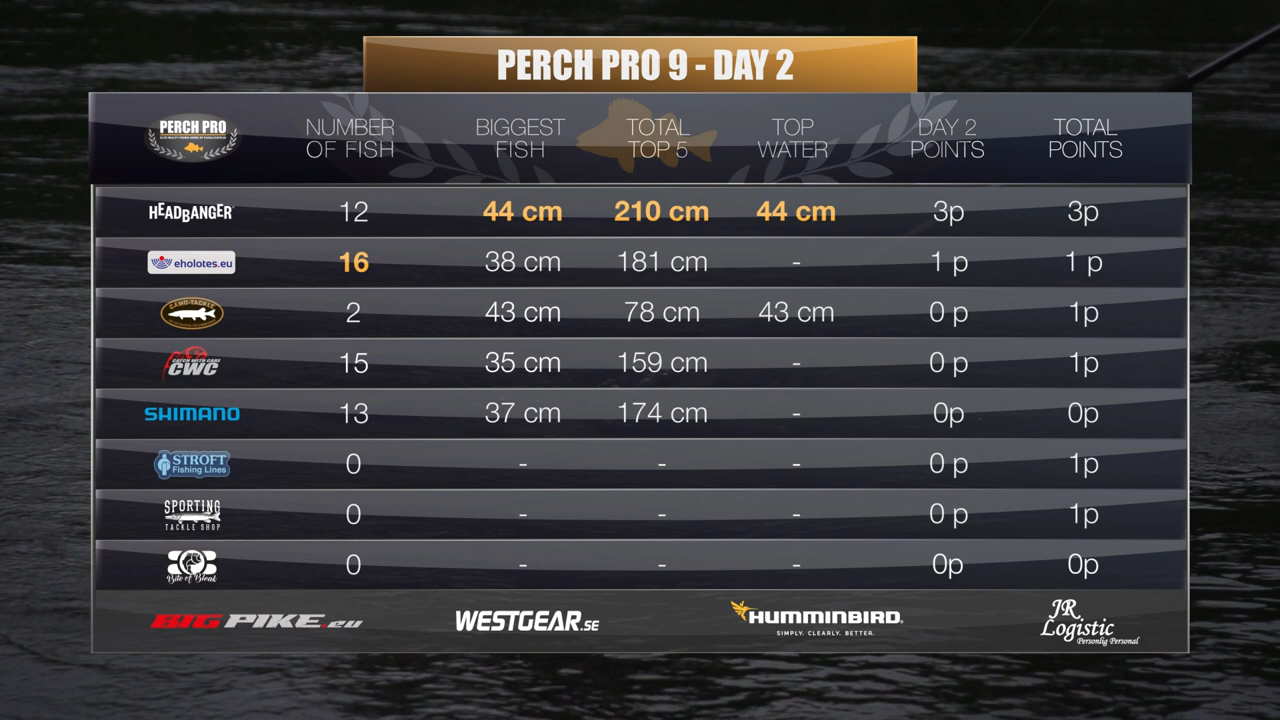 PERCH PRO 9 - DAY 2
PERCH PRO
NUMBER OF FISH
BIGGEST FISH
TOTAL TOP 5
TOP WATER
DAY 2 POINTS
TOTAL POINTS
HEADBANGER 12 44 cm 210 cm 44 cm 3p 3p
eholotes.eu 16 38 cm 181 cm - 1 p 1 p
CAMO-TACKLE 2 43 cm 78 cm 43 cm 0 p 1p
CATCH WITH CARE CWC 15 35 cm 159 cm - 0 p 1p
SHIMANO 13 37 cm 174 cm - 0p 0p
STROFT Fishing Lines 0 - - - 0 p 1p
SPORTING TACKLE SHOP 0 - - - 0 p 1p
Bite of Bleak 0 - - - 0p 0p
BIG PIKE.eu
WESTGEAR.SE
HUMMINBIRD
SIMPLY. CLEARLY. BETTER.
JR Logistic
Personlig Personal